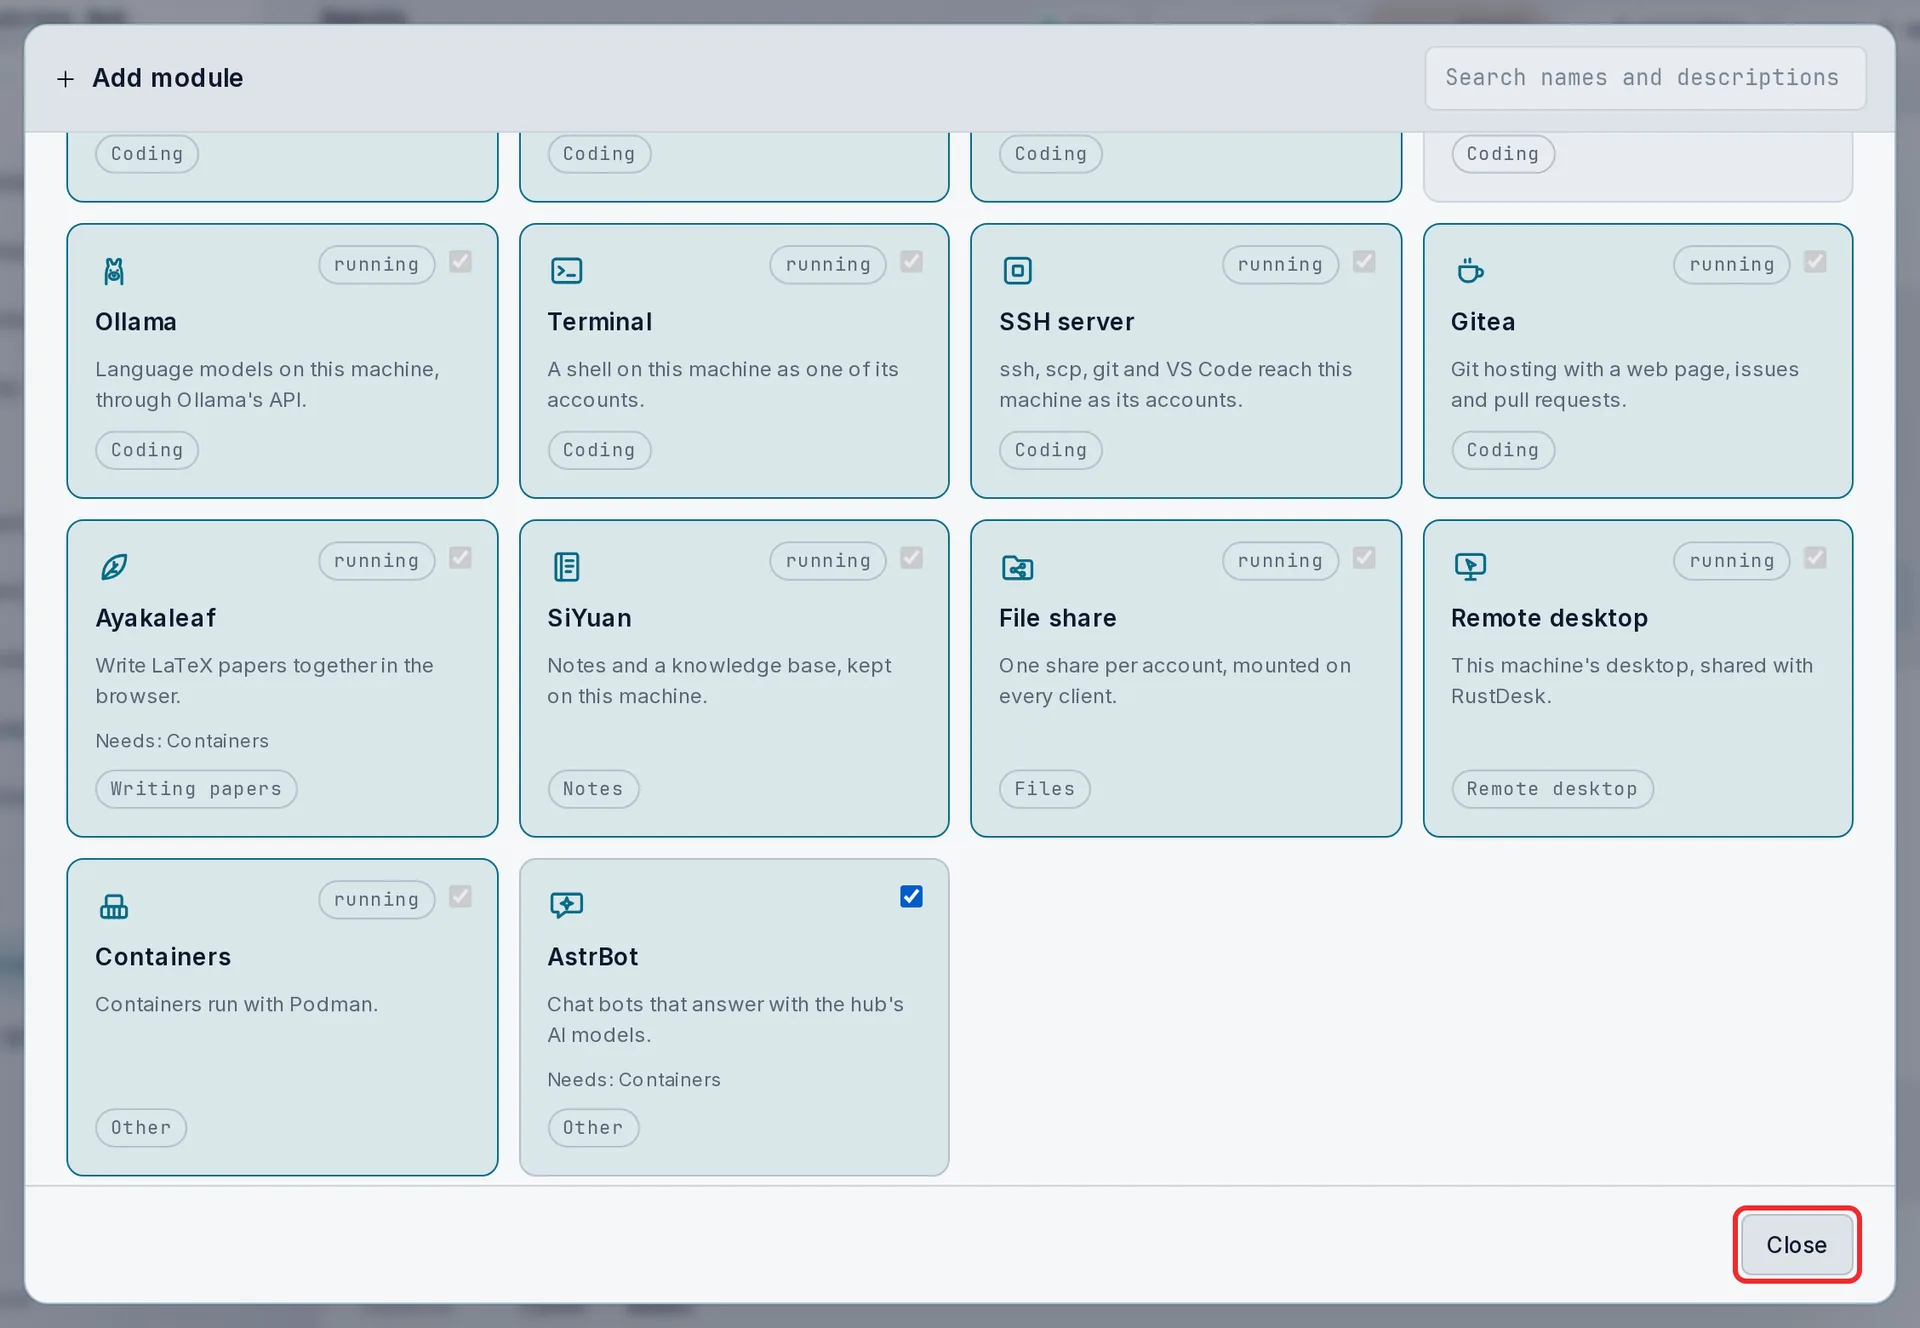 + Add module
Search names and descriptions
Coding
Coding
Coding
Coding
running
Ollama
Language models on this machine,
through Ollama's API.
Coding
running
Terminal
A shell on this machine as one of its
accounts.
Coding
running
SSH server
ssh, scp, git and VS Code reach this
machine as its accounts.
Coding
running
Gitea
Git hosting with a web page, issues
and pull requests.
Coding
running
Ayakaleaf
Write LaTeX papers together in the
browser.
Needs: Containers
Writing papers
running
SiYuan
Notes and a knowledge base, kept
on this machine.
Notes
running
File share
One share per account, mounted on
every client.
Files
running
Remote desktop
This machine's desktop, shared with
RustDesk.
Remote desktop
running
Containers
Containers run with Podman.
Other
AstrBot
Chat bots that answer with the hub's
AI models.
Needs: Containers
Other
Close